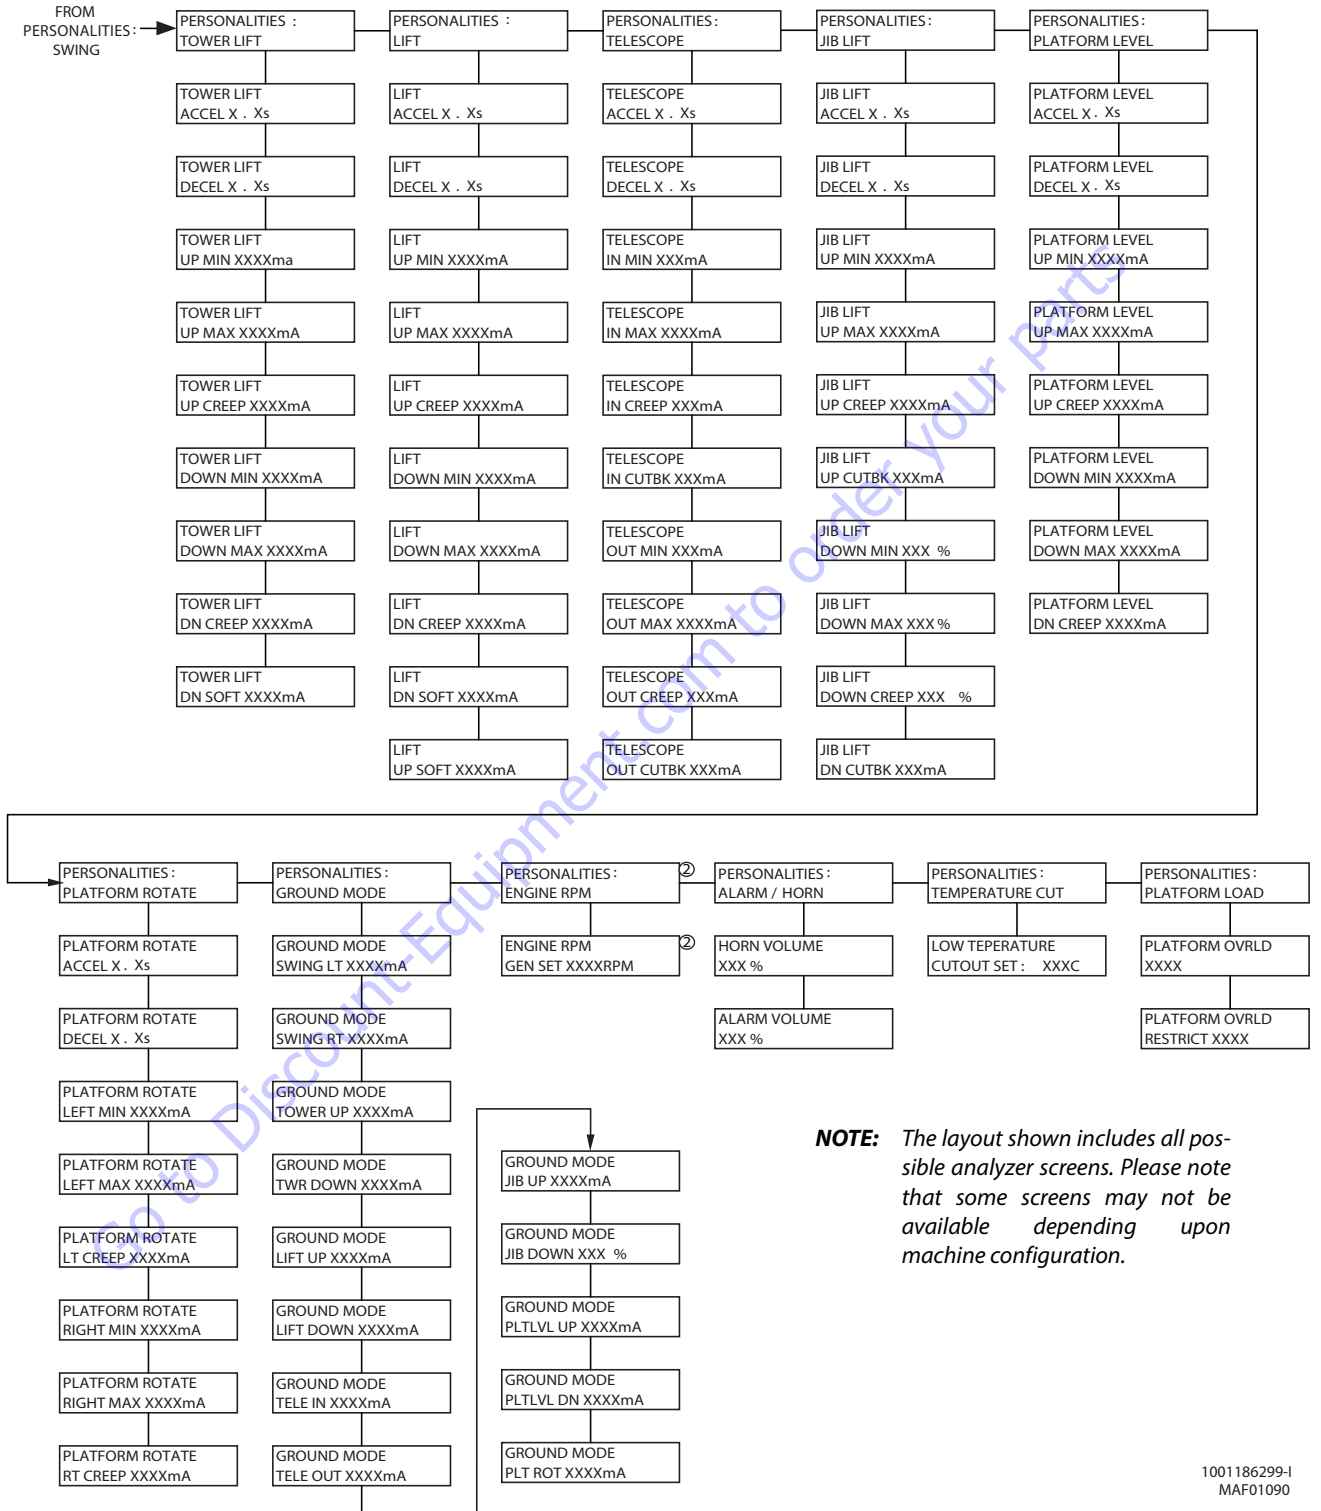 FROM
PERSONALITIES:
SWING
PERSONALITIES :
TOWER LIFT
TOWER LIFT
ACCEL X . Xs
TOWER LIFT
DECEL X . Xs
TOWER LIFT
UP MIN XXXXma
TOWER LIFT
UP MAX XXXXmA
TOWER LIFT
UP CREEP XXXXmA
TOWER LIFT
DOWN MIN XXXXmA
TOWER LIFT
DOWN MAX XXXXmA
TOWER LIFT
DN CREEP XXXXmA
TOWER LIFT
DN SOFT XXXXmA
PERSONALITIES :
LIFT
LIFT
ACCEL X . Xs
LIFT
DECEL X . Xs
LIFT
UP MIN XXXXmA
LIFT
UP MAX XXXXmA
LIFT
UP CREEP XXXXmA
LIFT
DOWN MIN XXXXmA
LIFT
DOWN MAX XXXXmA
LIFT
DN CREEP XXXXmA
LIFT
DN SOFT XXXXmA
LIFT
UP SOFT XXXXmA
PERSONALITIES:
TELESCOPE
TELESCOPE
ACCEL X . Xs
TELESCOPE
DECEL X . Xs
TELESCOPE
IN MIN XXXmA
TELESCOPE
IN MAX XXXXmA
TELESCOPE
IN CREEP XXXmA
TELESCOPE
IN CUTBK XXXmA
TELESCOPE
OUT MIN XXXmA
TELESCOPE
OUT MAX XXXXmA
TELESCOPE
OUT CREEP XXXmA
TELESCOPE
OUT CUTBK XXXmA
PERSONALITIES:
JIB LIFT
JIB LIFT
ACCEL X . Xs
JIB LIFT
DECEL X . Xs
JIB LIFT
UP MIN XXXXmA
JIB LIFT
UP MAX XXXXmA
JIB LIFT
UP CREEP XXXXmA
JIB LIFT
UP CUTBK XXXmA
JIB LIFT
DOWN MIN XXX %
JIB LIFT
DOWN MAX XXX %
JIB LIFT
DOWN CREEP XXX %
JIB LIFT
DN CUTBK XXXmA
PERSONALITIES:
PLATFORM LEVEL
PLATFORM LEVEL
ACCEL X . Xs
PLATFORM LEVEL
DECEL X . Xs
PLATFORM LEVEL
UP MIN XXXXmA
PLATFORM LEVEL
UP MAX XXXXmA
PLATFORM LEVEL
UP CREEP XXXXmA
PLATFORM LEVEL
DOWN MIN XXXXmA
PLATFORM LEVEL
DOWN MAX XXXXmA
PLATFORM LEVEL
DN CREEP XXXXmA
PERSONALITIES:
PLATFORM ROTATE
PLATFORM ROTATE
ACCEL X . Xs
PLATFORM ROTATE
DECEL X . Xs
PLATFORM ROTATE
LEFT MIN XXXXmA
PLATFORM ROTATE
LEFT MAX XXXXmA
PLATFORM ROTATE
LT CREEP XXXXmA
PLATFORM ROTATE
RIGHT MIN XXXXmA
PLATFORM ROTATE
RIGHT MAX XXXXmA
PLATFORM ROTATE
RT CREEP XXXXmA
PERSONALITIES:
GROUND MODE
GROUND MODE
SWING LT XXXXmA
GROUND MODE
SWING RT XXXXmA
GROUND MODE
TOWER UP XXXXmA
GROUND MODE
TWR DOWN XXXXmA
GROUND MODE
LIFT UP XXXXmA
GROUND MODE
LIFT DOWN XXXXmA
GROUND MODE
TELE IN XXXXmA
GROUND MODE
TELE OUT XXXXmA
GROUND MODE
JIB UP XXXXmA
GROUND MODE
JIB DOWN XXX %
GROUND MODE
PLTLVL UP XXXXmA
GROUND MODE
PLTLVL DN XXXXmA
GROUND MODE
PLT ROT XXXXmA
PERSONALITIES: ②
ENGINE RPM
ENGINE RPM ②
GEN SET XXXXRPM
PERSONALITIES:
ALARM / HORN
HORN VOLUME
XXX %
ALARM VOLUME
XXX %
PERSONALITIES:
TEMPERATURE CUT
LOW TEPERATURE
CUTOUT SET : XXXC
PERSONALITIES:
PLATFORM LOAD
PLATFORM OVRLD
XXXX
PLATFORM OVRLD
RESTRICT XXXX
NOTE: The layout shown includes all pos-
sible analyzer screens. Please note
that some screens may not be
available depending upon
machine configuration.
1001186299-I
MAF01090
Go to Discount-Equipment.com to order your parts